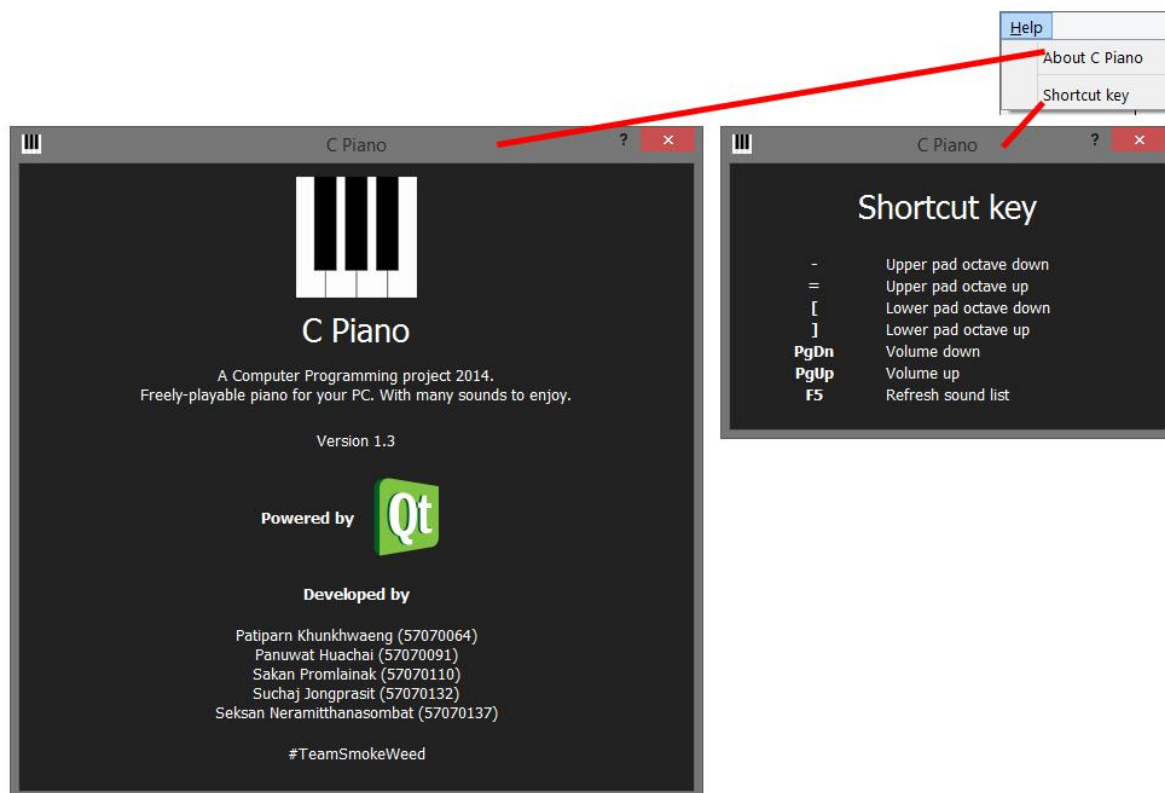 Help
About C Piano
Shortcut key
C Piano ? ×
C Piano
A Computer Programming project 2014.
Freely-playable piano for your PC. With many sounds to enjoy.
Version 1.3
Powered by Qt
Developed by
Patiparn Khunkhwaeng (57070064)
Panuwat Huachai (57070091)
Sakan Promlainak (57070110)
Suchaj Jongprasit (57070132)
Seksan Neramitthanasombat (57070137)
#TeamSmokeWeed
C Piano ? ×
Shortcut key
- Upper pad octave down
= Upper pad octave up
[ Lower pad octave down
] Lower pad octave up
PgDn Volume down
PgUp Volume up
F5 Refresh sound list